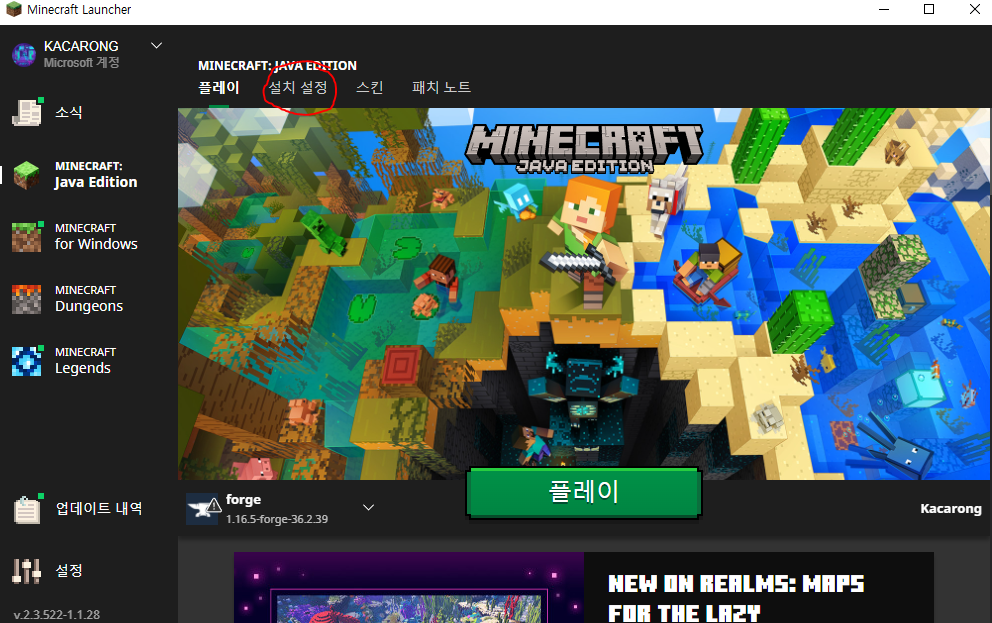 Minecraft Launcher
KACARONG
Microsoft 계정
소식
MINECRAFT:
Java Edition
MINECRAFT
for Windows
MINECRAFT
Dungeons
MINECRAFT
Legends
업데이트 내역
설정
v.2.3.522-1.1.28
MINECRAFT: JAVA EDITION
플레이 설치 설정 스킨 패치 노트
MINECRAFT
JAVA EDITION
forge
1.16.5-forge-36.2.39
플레이
Kacarong
NEW ON REALMS: MAPS
FOR THE LAZY